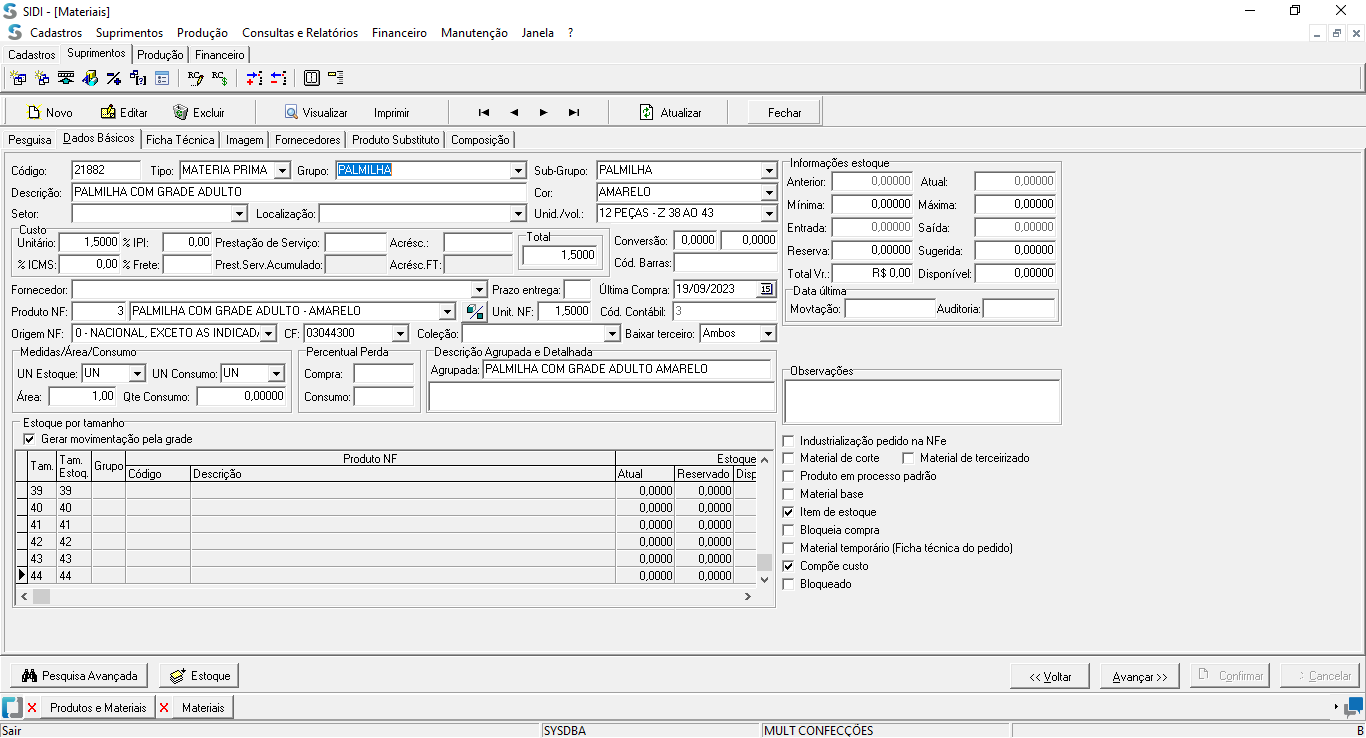 SIDI - [Materiais]
Cadastros Suprimentos Produção Consultas e Relatórios Financeiro Manutenção Janela ?
Cadastros Suprimentos Produção Financeiro
Novo Editar Excluir Visualizar Imprimir Atualizar Fechar
Pesquisa Dados Básicos Ficha Técnica Imagem Fornecedores Produto Substituto Composição
Código: 21882 Tipo: MATERIA PRIMA Grupo: PALMILHA Sub-Grupo: PALMILHA
Descrição: PALMILHA COM GRADE ADULTO Cor: AMARELO
Setor: Localização: Unid./vol.: 12 PEÇAS - Z 38 AO 43
Custo
Unitário: 1,5000 % IPI: 0,00 Prestação de Serviço: Acrésc.: Total 1,5000 Conversão: 0,0000 0,0000
% ICMS: 0,00 % Frete: Prest.Serv.Acumulado: Acrésc.FT: Cód. Barras:
Fornecedor: Prazo entrega: Última Compra: 19/09/2023 15
Produto NF: 3 PALMILHA COM GRADE ADULTO - AMARELO Unit. NF: 1,5000 Cód. Contábil: 3
Origem NF: 0 - NACIONAL, EXCETO AS INDICAD CF: 03044300 Coleção: Baixar terceiro: Ambos
Informações estoque
Anterior: 0,00000 Atual: 0,00000
Mínima: 0,00000 Máxima: 0,00000
Entrada: 0,00000 Saída: 0,00000
Reserva: 0,00000 Sugerida: 0,00000
Total Vr.: R$ 0,00 Disponível: 0,00000
Data última
Movtação: Auditoria:
Medidas/Área/Consumo
UN Estoque: UN UN Consumo: UN
Área: 1,00 Qte Consumo: 0,00000
Percentual Perda
Compra:
Consumo:
Descrição Agrupada e Detalhada
Agrupada: PALMILHA COM GRADE ADULTO AMARELO
Observações
Estoque por tamanho
Gerar movimentação pela grade
Tam. Tam. Estoq. Grupo Produto NF Estoque
Código Descrição Atual Reservado Disp
39 39 0,0000 0,0000
40 40 0,0000 0,0000
41 41 0,0000 0,0000
42 42 0,0000 0,0000
43 43 0,0000 0,0000
44 44 0,0000 0,0000
Industrialização pedido na NFe
Material de corte Material de terceirizado
Produto em processo padrão
Material base
Item de estoque
Bloqueia compra
Material temporário (Ficha técnica do pedido)
Compõe custo
Bloqueado
Pesquisa Avançada Estoque << Voltar Avançar >> Confirmar Cancelar
Produtos e Materiais Materiais
Sair SYSDBA MULT CONFECÇÕES B